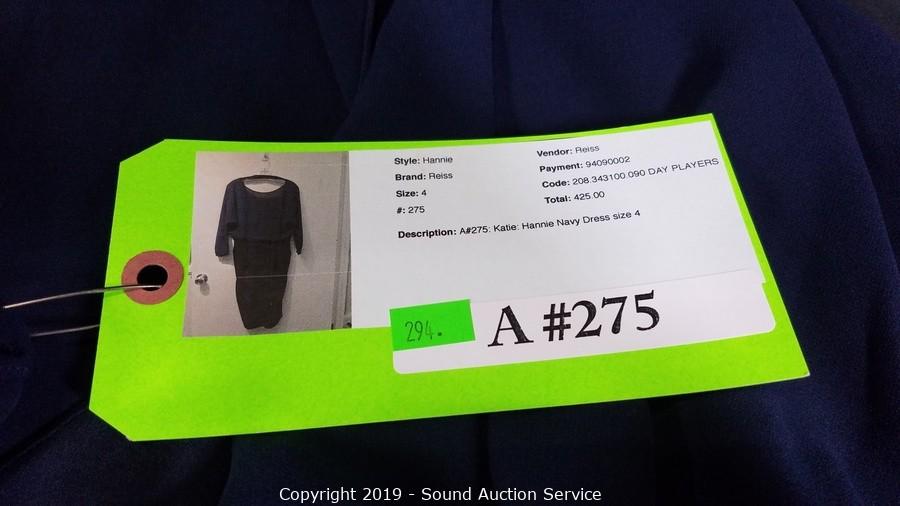 Style: Hannie
Brand: Reiss
Size: 4
#: 275
Vendor: Reiss
Payment: 94090002
Code: 208.343100.090 DAY PLAYERS
Total: 425.00
Description: A#275: Katie: Hannie Navy Dress size 4
294.
A #275
Copyright 2019 - Sound Auction Service